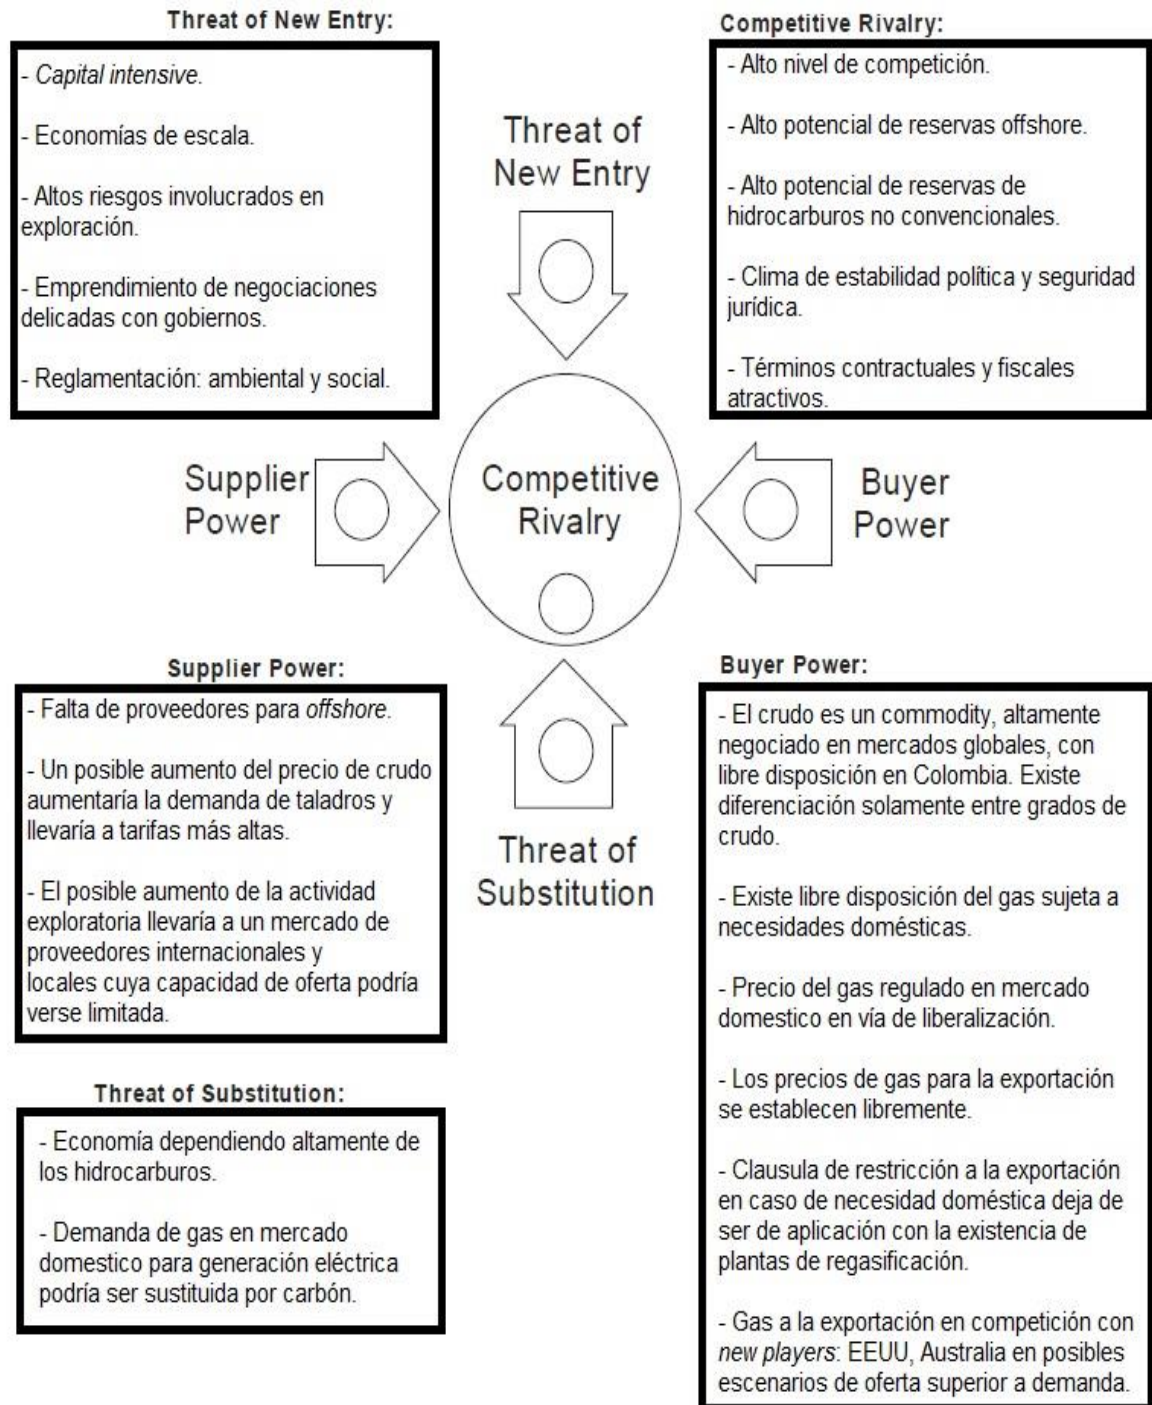 Threat of New Entry:
- Capital intensive.
- Economías de escala.
- Altos riesgos involucrados en
exploración.
- Emprendimiento de negociaciones
delicadas con gobiernos.
- Reglamentación: ambiental y social.
Threat of
New Entry
Competitive Rivalry:
- Alto nivel de competición.
- Alto potencial de reservas offshore.
- Alto potencial de reservas de
hidrocarburos no convencionales.
- Clima de estabilidad política y seguridad
jurídica.
- Términos contractuales y fiscales
atractivos.
Supplier
Power
Competitive
Rivalry
Buyer
Power
Supplier Power:
- Falta de proveedores para offshore.
- Un posible aumento del precio de crudo
aumentaría la demanda de taladros y
llevaría a tarifas más altas.
- El posible aumento de la actividad
exploratoria llevaría a un mercado de
proveedores internacionales y
locales cuya capacidad de oferta podría
verse limitada.
Threat of
Substitution
Threat of Substitution:
- Economía dependiendo altamente de
los hidrocarburos.
- Demanda de gas en mercado
domestico para generación eléctrica
podría ser sustituida por carbón.
Buyer Power:
- El crudo es un commodity, altamente
negociado en mercados globales, con
libre disposición en Colombia. Existe
diferenciación solamente entre grados de
crudo.
- Existe libre disposición del gas sujeta a
necesidades domésticas.
- Precio del gas regulado en mercado
domestico en vía de liberalización.
- Los precios de gas para la exportación
se establecen libremente.
- Clausula de restricción a la exportación
en caso de necesidad doméstica deja de
ser de aplicación con la existencia de
plantas de regasificación.
- Gas a la exportación en competición con
new players: EEUU, Australia en posibles
escenarios de oferta superior a demanda.